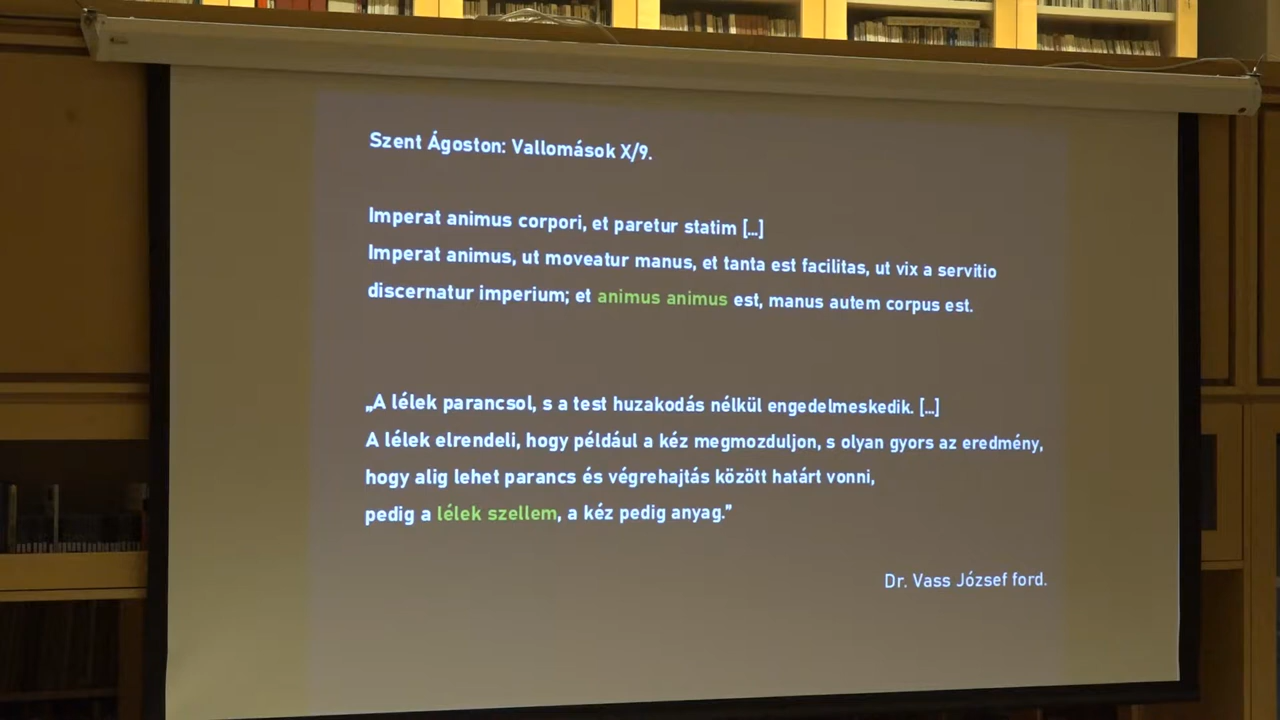 Szent Ágoston: Vallomások X/9.
Imperat animus corpori, et paretur statim [...]
Imperat animus, ut moveatur manus, et tanta est facilitas, ut vix a servitio
discernatur imperium; et animus animus est, manus autem corpus est.
„A lélek parancsol, s a test huzakodás nélkül engedelmeskedik. [...]
A lélek elrendeli, hogy például a kéz megmozduljon, s olyan gyors az eredmény,
hogy alig lehet parancs és végrehajtás között határt vonni,
pedig a lélek szellem, a kéz pedig anyag.”
Dr. Vass József ford.